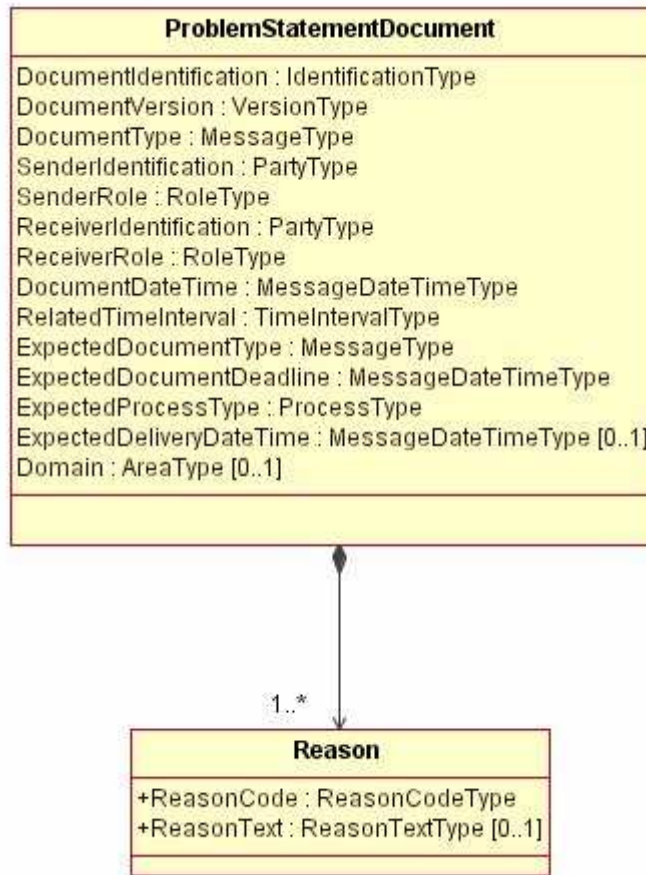 ProblemStatementDocument
DocumentIdentification : IdentificationType
DocumentVersion : VersionType
DocumentType : MessageType
SenderIdentification : PartyType
SenderRole : RoleType
ReceiverIdentification : PartyType
ReceiverRole : RoleType
DocumentDateTime : MessageDateTimeType
RelatedTimeInterval : TimeIntervalType
ExpectedDocumentType : MessageType
ExpectedDocumentDeadline : MessageDateTimeType
ExpectedProcessType : ProcessType
ExpectedDeliveryDateTime : MessageDateTimeType [0..1]
Domain : AreaType [0..1]
1..*
Reason
+ReasonCode : ReasonCodeType
+ReasonText : ReasonTextType [0..1]